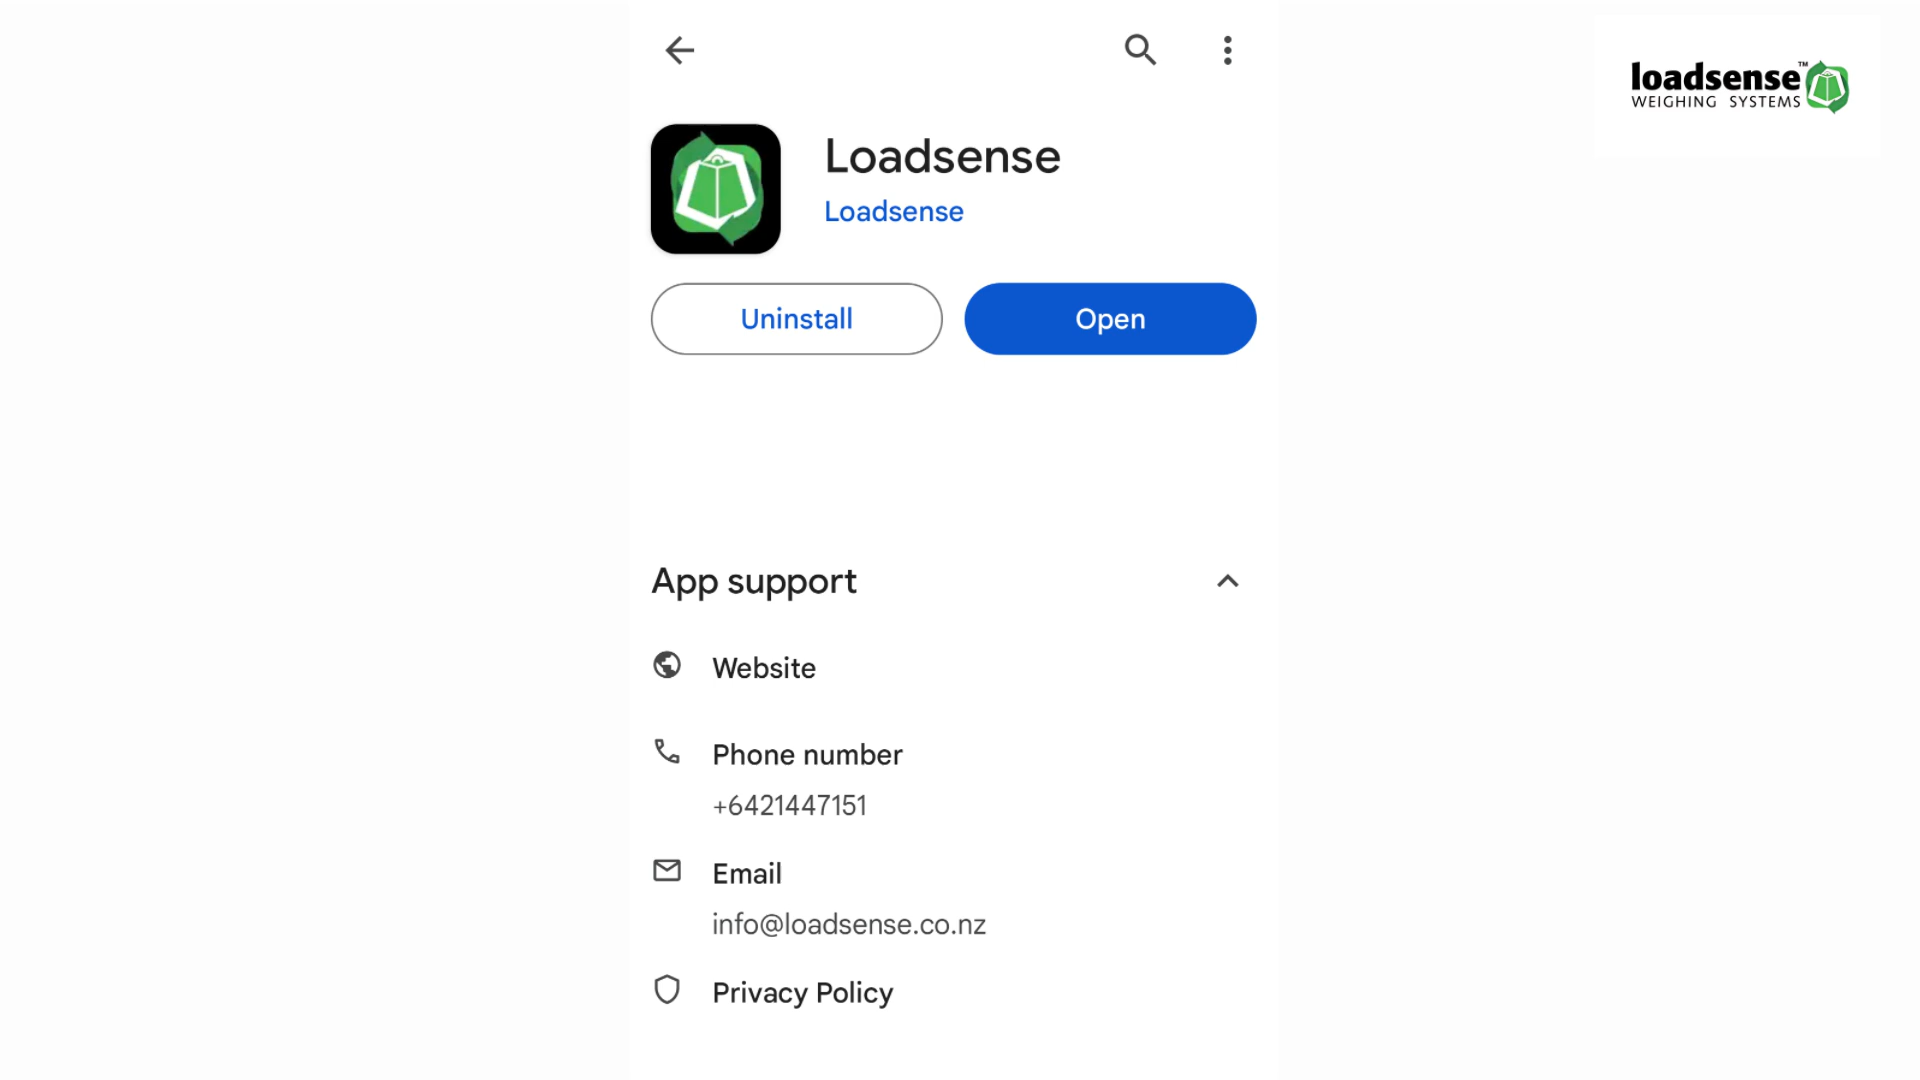 loadsense™
WEIGHING SYSTEMS
Loadsense
Loadsense
Uninstall
Open
App support
Website
Phone number
+6421447151
Email
info@loadsense.co.nz
Privacy Policy